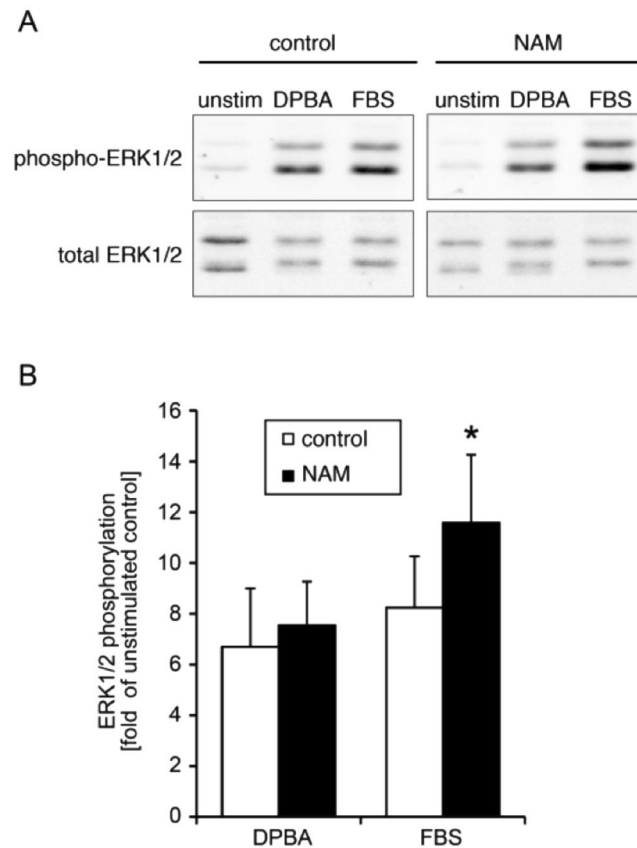 A
control NAM
unstim DPBA FBS unstim DPBA FBS
phospho-ERK1/2
total ERK1/2
B
ERK1/2 phosphorylation
[fold of unstimulated control]
16
14
12
10
8
6
4
2
0
control
NAM
*
DPBA FBS